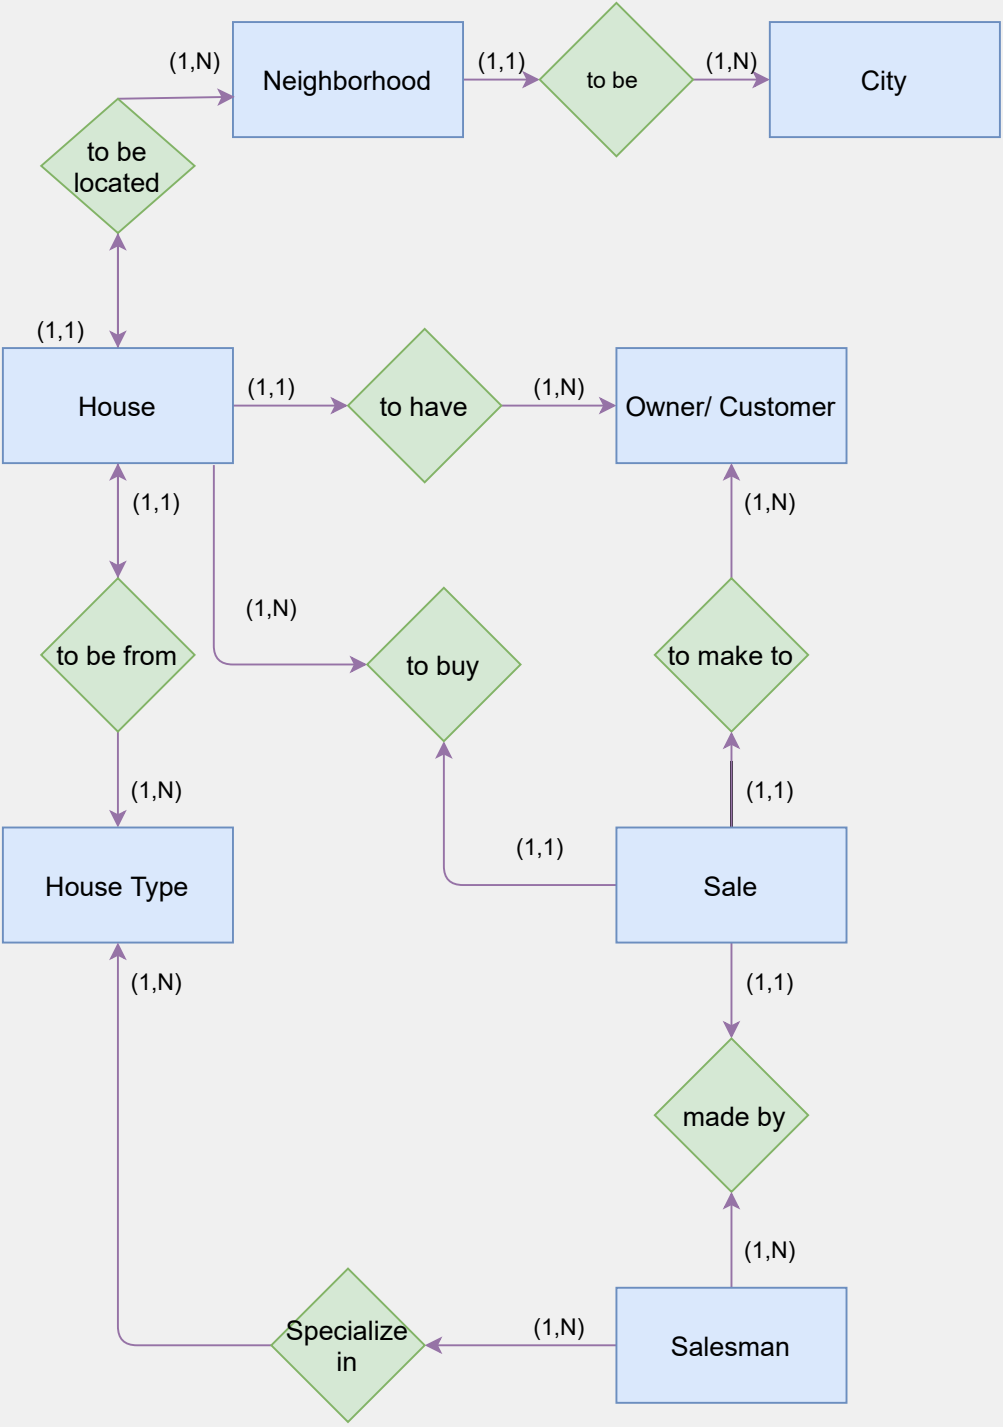 (1,N)
Neighborhood
(1,1)
to be
(1,N)
City
to be
located
(1,1)
House
(1,1)
to have
(1,N)
Owner/ Customer
(1,1)
(1,N)
(1,N)
to be from
to buy
to make to
(1,N)
(1,1)
(1,1)
House Type
Sale
(1,N)
(1,1)
made by
(1,N)
Specialize
in
(1,N)
Salesman